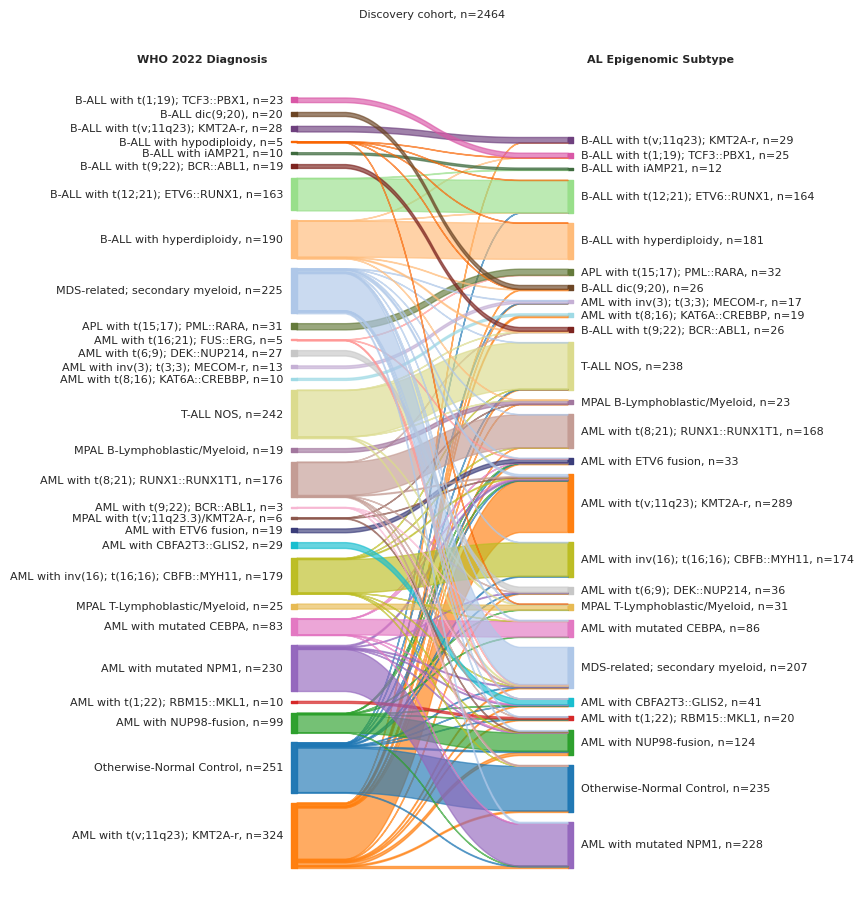 Discovery cohort, n=2464
WHO 2022 Diagnosis
AL Epigenomic Subtype
B-ALL with t(1;19); TCF3::PBX1, n=23
B-ALL dic(9;20), n=20
B-ALL with t(v;11q23); KMT2A-r, n=28
B-ALL with hypodiploidy, n=5
B-ALL with iAMP21, n=10
B-ALL with t(9;22); BCR::ABL1, n=19
B-ALL with t(12;21); ETV6::RUNX1, n=163
B-ALL with hyperdiploidy, n=190
MDS-related; secondary myeloid, n=225
APL with t(15;17); PML::RARA, n=31
AML with t(16;21); FUS::ERG, n=5
AML with t(6;9); DEK::NUP214, n=27
AML with inv(3); t(3;3); MECOM-r, n=13
AML with t(8;16); KAT6A::CREBBP, n=10
T-ALL NOS, n=242
MPAL B-Lymphoblastic/Myeloid, n=19
AML with t(8;21); RUNX1::RUNX1T1, n=176
AML with t(9;22); BCR::ABL1, n=3
MPAL with t(v;11q23.3)/KMT2A-r, n=6
AML with ETV6 fusion, n=19
AML with CBFA2T3::GLIS2, n=29
AML with inv(16); t(16;16); CBFB::MYH11, n=179
MPAL T-Lymphoblastic/Myeloid, n=25
AML with mutated CEBPA, n=83
AML with mutated NPM1, n=230
AML with t(1;22); RBM15::MKL1, n=10
AML with NUP98-fusion, n=99
Otherwise-Normal Control, n=251
AML with t(v;11q23); KMT2A-r, n=324
B-ALL with t(v;11q23); KMT2A-r, n=29
B-ALL with t(1;19); TCF3::PBX1, n=25
B-ALL with iAMP21, n=12
B-ALL with t(12;21); ETV6::RUNX1, n=164
B-ALL with hyperdiploidy, n=181
APL with t(15;17); PML::RARA, n=32
B-ALL dic(9;20), n=26
AML with inv(3); t(3;3); MECOM-r, n=17
AML with t(8;16); KAT6A::CREBBP, n=19
B-ALL with t(9;22); BCR::ABL1, n=26
T-ALL NOS, n=238
MPAL B-Lymphoblastic/Myeloid, n=23
AML with t(8;21); RUNX1::RUNX1T1, n=168
AML with ETV6 fusion, n=33
AML with t(v;11q23); KMT2A-r, n=289
AML with inv(16); t(16;16); CBFB::MYH11, n=174
AML with t(6;9); DEK::NUP214, n=36
MPAL T-Lymphoblastic/Myeloid, n=31
AML with mutated CEBPA, n=86
MDS-related; secondary myeloid, n=207
AML with CBFA2T3::GLIS2, n=41
AML with t(1;22); RBM15::MKL1, n=20
AML with NUP98-fusion, n=124
Otherwise-Normal Control, n=235
AML with mutated NPM1, n=228